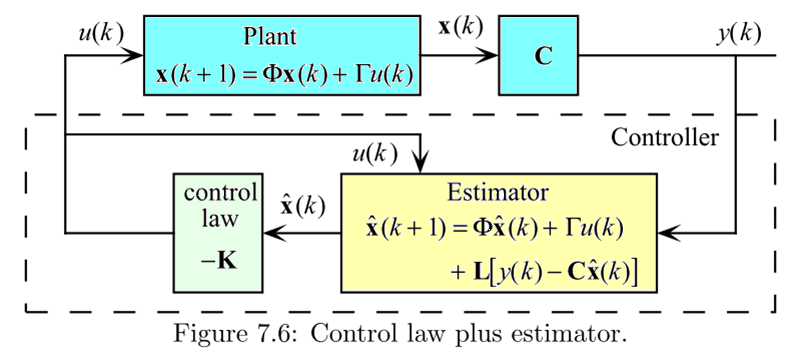 u(k)
Plant
x(k + 1) = Φx(k) + Γu(k)
x(k)
C
y(k)
Controller
u(k)
control
law
−K
x̂(k)
Estimator
x̂(k + 1) = Φx̂(k) + Γu(k)
+ L[y(k) − Cx̂(k)]
Figure 7.6: Control law plus estimator.